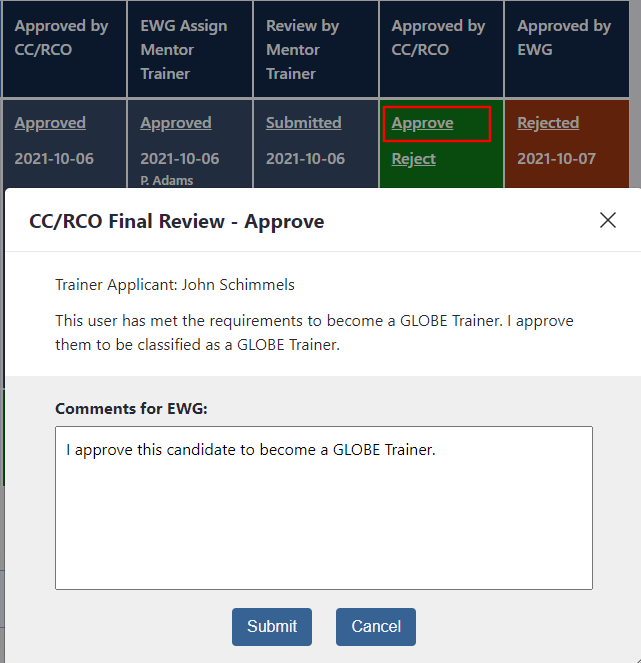 Approved by CC/RCO
EWG Assign Mentor Trainer
Review by Mentor Trainer
Approved by CC/RCO
Approved by EWG
Approved
2021-10-06
Approved
2021-10-06
P. Adams
Submitted
2021-10-06
Approve
Reject
Rejected
2021-10-07
CC/RCO Final Review - Approve
Trainer Applicant: John Schimmels
This user has met the requirements to become a GLOBE Trainer. I approve
them to be classified as a GLOBE Trainer.
Comments for EWG:
I approve this candidate to become a GLOBE Trainer.
Submit
Cancel